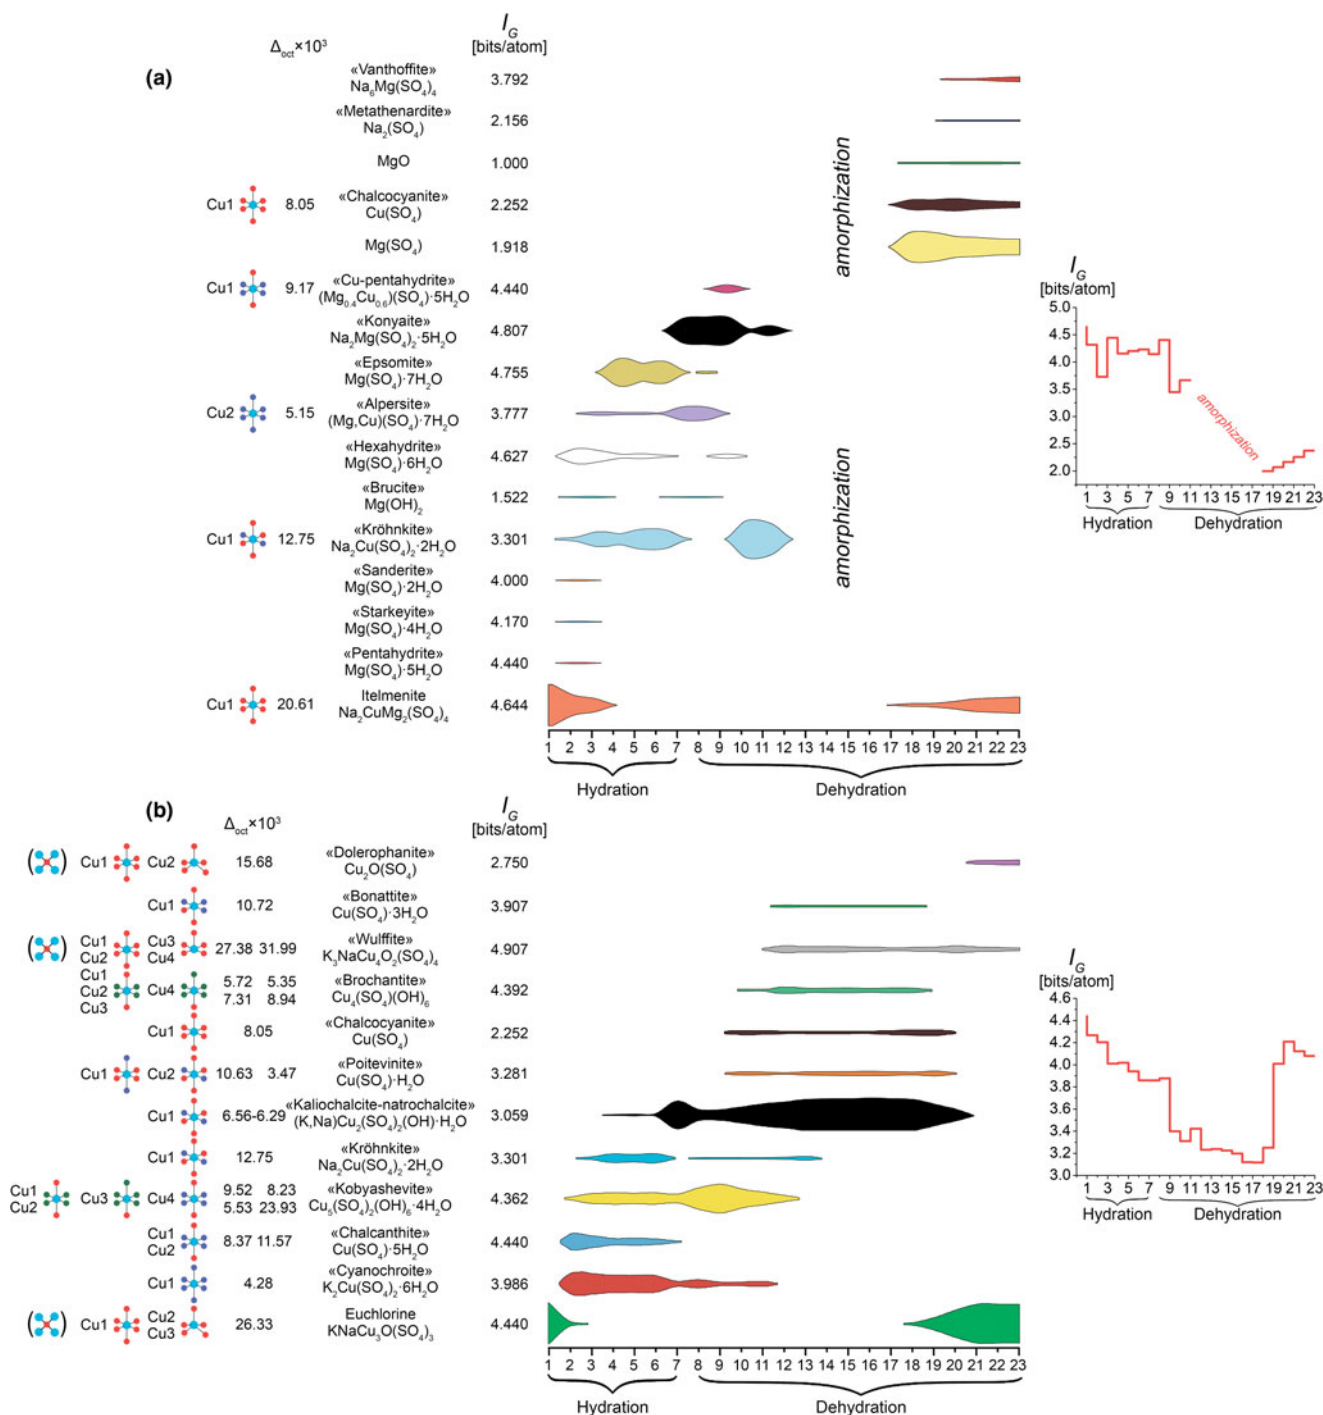 (a)
Δoct×10³
I_G
[bits/atom]
«Vanthoffite»
Na₆Mg(SO₄)₄
3.792
«Metathenardite»
Na₂(SO₄)
2.156
MgO
1.000
Cu1
8.05
«Chalcocyanite»
Cu(SO₄)
2.252
Mg(SO₄)
1.918
Cu1
9.17
«Cu-pentahydrite»
(Mg₀.₄Cu₀.₆)(SO₄)·5H₂O
4.440
«Konyaite»
Na₂Mg(SO₄)₂·5H₂O
4.807
«Epsomite»
Mg(SO₄)·7H₂O
4.755
Cu2
5.15
«Alpersite»
(Mg,Cu)(SO₄)·7H₂O
3.777
«Hexahydrite»
Mg(SO₄)·6H₂O
4.627
«Brucite»
Mg(OH)₂
1.522
Cu1
12.75
«Kröhnkite»
Na₂Cu(SO₄)₂·2H₂O
3.301
«Sanderite»
Mg(SO₄)·2H₂O
4.000
«Starkeyite»
Mg(SO₄)·4H₂O
4.170
«Pentahydrite»
Mg(SO₄)·5H₂O
4.440
Cu1
20.61
Itelmenite
Na₂CuMg₂(SO₄)₄
4.644
amorphization
amorphization
1 2 3 4 5 6 7 8 9 10 11 12 13 14 15 16 17 18 19 20 21 22 23
Hydration
Dehydration
I_G
[bits/atom]
5.0
4.5
4.0
3.5
3.0
2.5
2.0
amorphization
1 3 5 7 9 11 13 15 17 19 21 23
Hydration
Dehydration
(b)
Δoct×10³
I_G
[bits/atom]
( ) Cu1 Cu2
15.68
«Dolerophanite»
Cu₂O(SO₄)
2.750
Cu1
10.72
«Bonattite»
Cu(SO₄)·3H₂O
3.907
( ) Cu1 Cu3
Cu2 Cu4
27.38 31.99
«Wulffite»
K₃NaCu₄O₂(SO₄)₄
4.907
Cu1
Cu2 Cu4
Cu3
5.72 5.35
7.31 8.94
«Brochantite»
Cu₄(SO₄)(OH)₆
4.392
Cu1
8.05
«Chalcocyanite»
Cu(SO₄)
2.252
Cu1 Cu2
10.63 3.47
«Poitevinite»
Cu(SO₄)·H₂O
3.281
Cu1
6.56-6.29
«Kaliochalcite-natrochalcite»
(K,Na)Cu₂(SO₄)₂(OH)·H₂O
3.059
Cu1
12.75
«Kröhnkite»
Na₂Cu(SO₄)₂·2H₂O
3.301
Cu1
Cu2 Cu3 Cu4
9.52 8.23
5.53 23.93
«Kobyashevite»
Cu₅(SO₄)₂(OH)₆·4H₂O
4.362
Cu1
Cu2
8.37 11.57
«Chalcanthite»
Cu(SO₄)·5H₂O
4.440
Cu1
4.28
«Cyanochroite»
K₂Cu(SO₄)₂·6H₂O
3.986
( ) Cu1 Cu2
Cu3
26.33
Euchlorine
KNaCu₃O(SO₄)₃
4.440
1 2 3 4 5 6 7 8 9 10 11 12 13 14 15 16 17 18 19 20 21 22 23
Hydration
Dehydration
I_G
[bits/atom]
4.6
4.4
4.2
4.0
3.8
3.6
3.4
3.2
3.0
1 3 5 7 9 11 13 15 17 19 21 23
Hydration
Dehydration